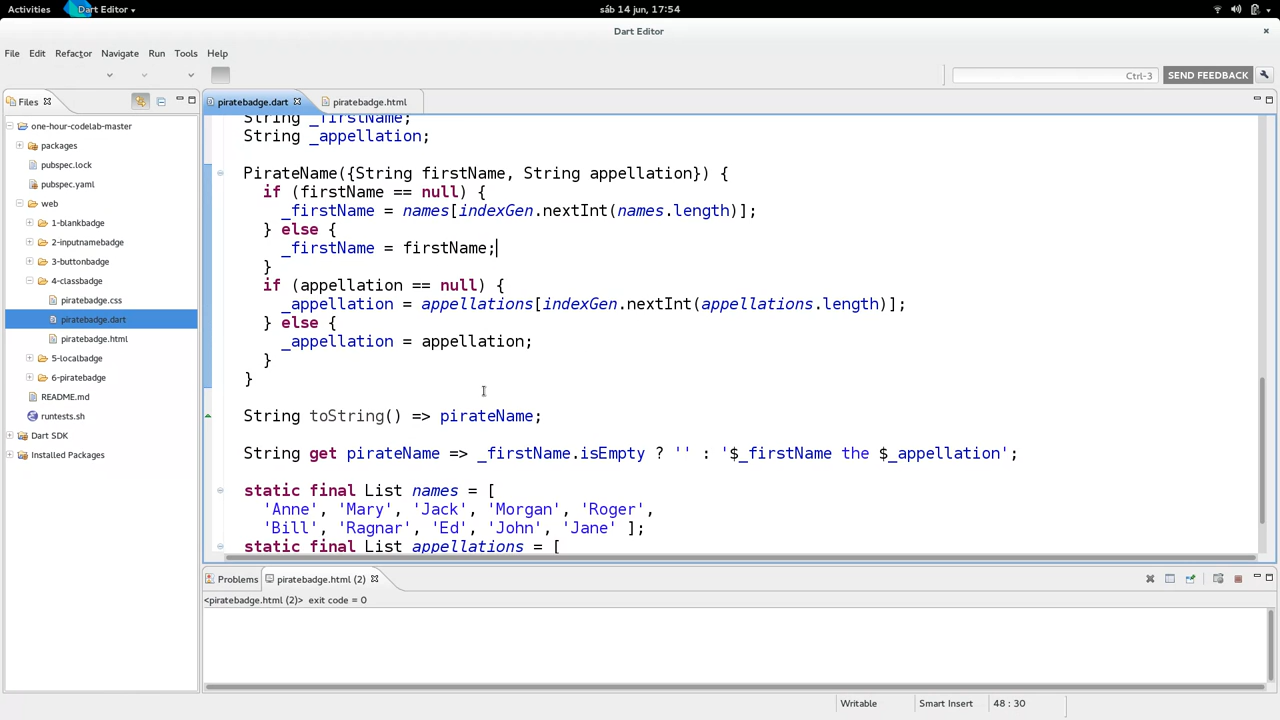 Activities Dart Editor sáb 14 jun, 17:54
Dart Editor
File Edit Refactor Navigate Run Tools Help
Ctrl-3 SEND FEEDBACK
Files piratebadge.dart piratebadge.html
one-hour-codelab-master
packages
pubspec.lock
pubspec.yaml
web
1-blankbadge
2-inputnamebadge
3-buttonbadge
4-classbadge
piratebadge.css
piratebadge.dart
piratebadge.html
5-localbadge
6-piratebadge
README.md
runtests.sh
Dart SDK
Installed Packages
String _firstName;
String _appellation;
PirateName({String firstName, String appellation}) {
if (firstName == null) {
_firstName = names[indexGen.nextInt(names.length)];
} else {
_firstName = firstName;
}
if (appellation == null) {
_appellation = appellations[indexGen.nextInt(appellations.length)];
} else {
_appellation = appellation;
}
}
String toString() => pirateName;
String get pirateName => _firstName.isEmpty ? '' : '$_firstName the $_appellation';
static final List names = [
'Anne', 'Mary', 'Jack', 'Morgan', 'Roger',
'Bill', 'Ragnar', 'Ed', 'John', 'Jane' ];
static final List appellations = [
Problems piratebadge.html (2)
<piratebadge.html (2)> exit code = 0
Writable Smart Insert 48 : 30